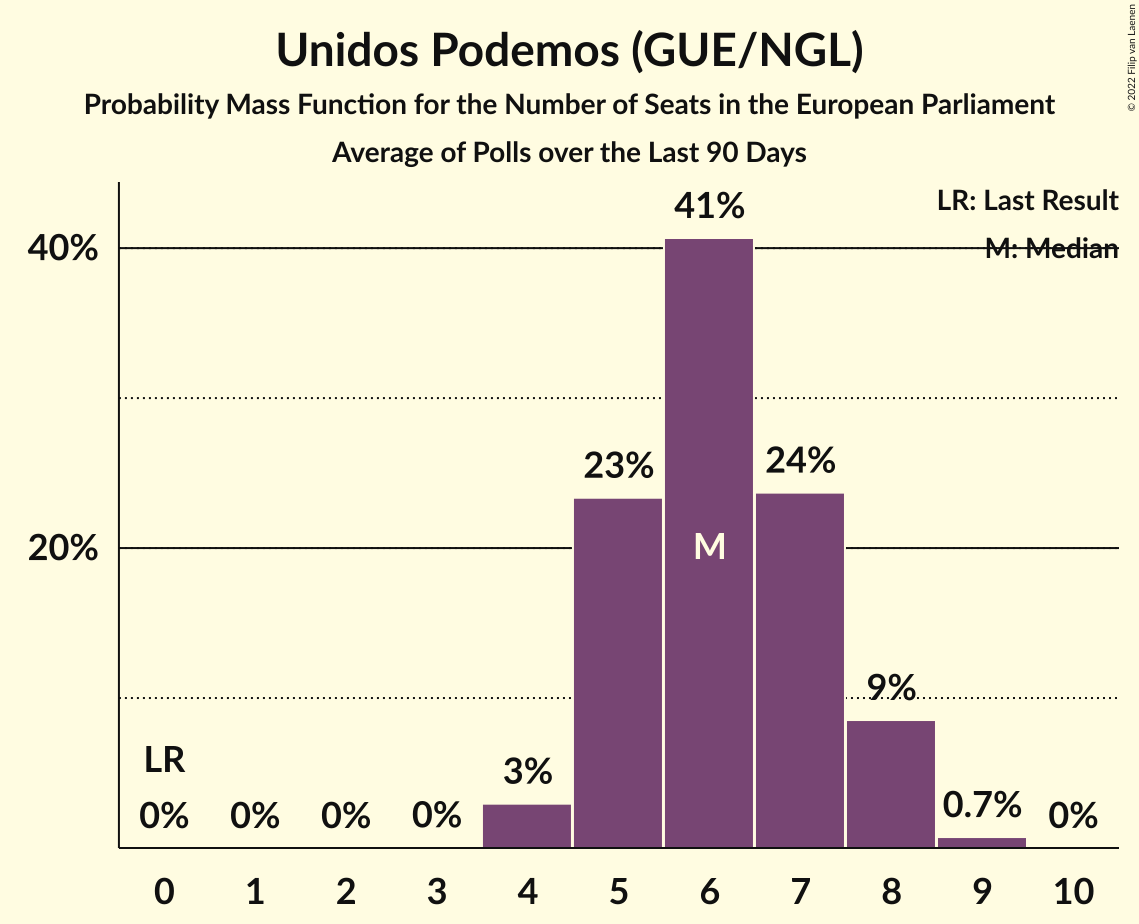 Unidos Podemos (GUE/NGL)
Probability Mass Function for the Number of Seats in the European Parliament
Average of Polls over the Last 90 Days
© 2022 Filip van Laenen
LR: Last Result
M: Median
40%
20%
41%
23%
24%
M
9%
LR
3%
0%
0%
0%
0%
0.7%
0%
0 1 2 3 4 5 6 7 8 9 10